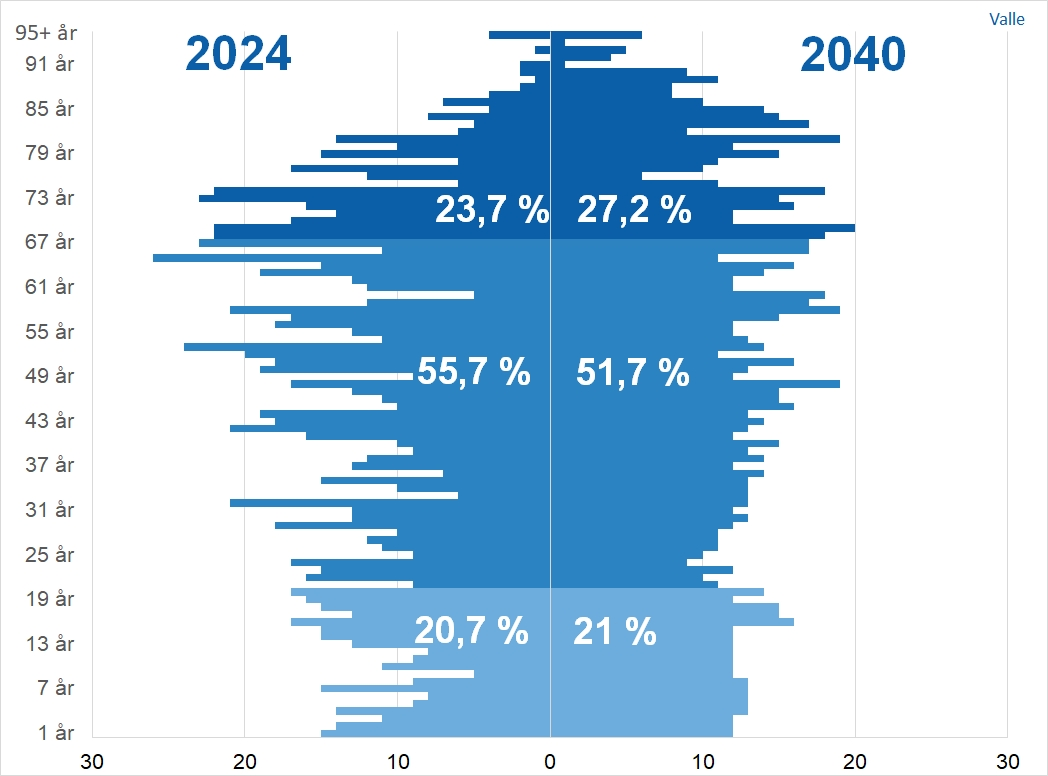 Valle
2024
2040
95+ år
91 år
85 år
79 år
73 år
67 år
61 år
55 år
49 år
43 år
37 år
31 år
25 år
19 år
13 år
7 år
1 år
23,7 %
27,2 %
55,7 %
51,7 %
20,7 %
21 %
30
20
10
0
10
20
30